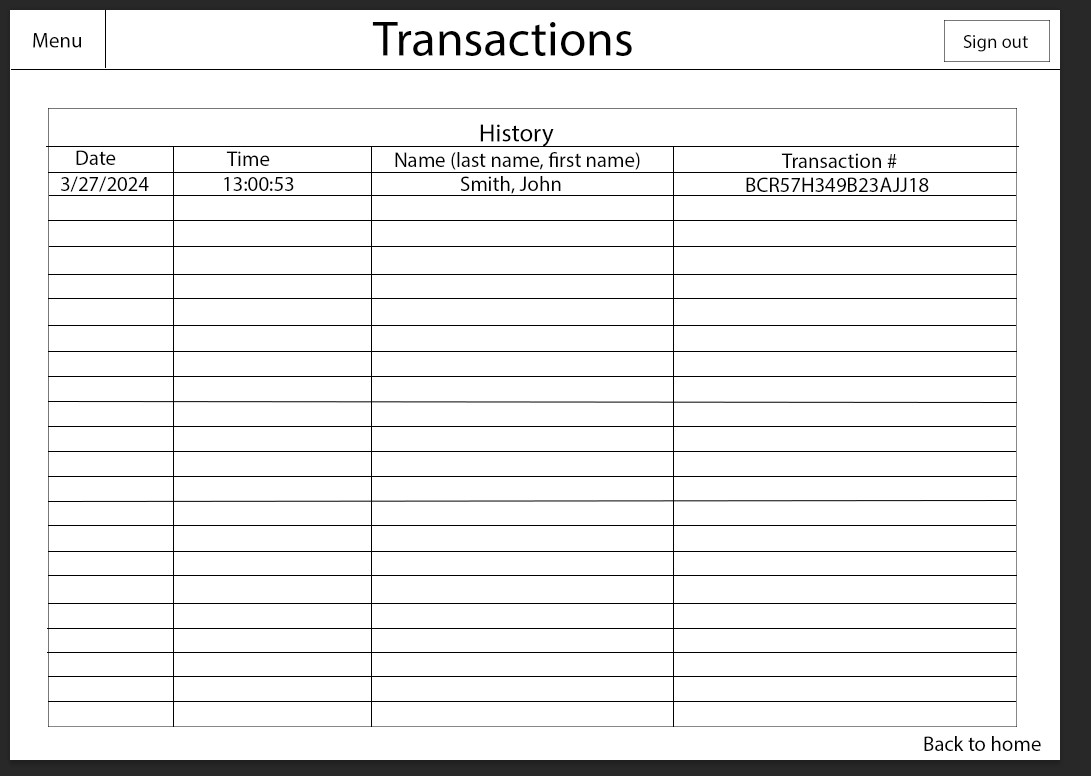 Menu Transactions Sign out
History
Date Time Name (last name, first name) Transaction #
3/27/2024 13:00:53 Smith, John BCR57H349B23AJJ18
Back to home